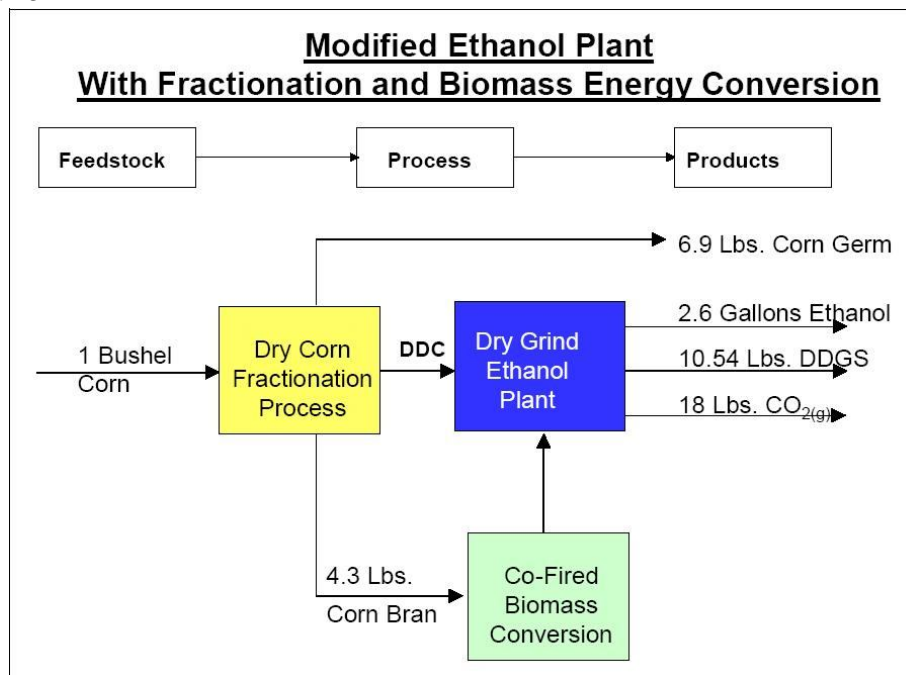 Modified Ethanol Plant
With Fractionation and Biomass Energy Conversion
Feedstock
Process
Products
6.9 Lbs. Corn Germ
1 Bushel
Corn
Dry Corn
Fractionation
Process
DDC
Dry Grind
Ethanol
Plant
2.6 Gallons Ethanol
10.54 Lbs. DDGS
18 Lbs. CO2(g)
4.3 Lbs.
Corn Bran
Co-Fired
Biomass
Conversion